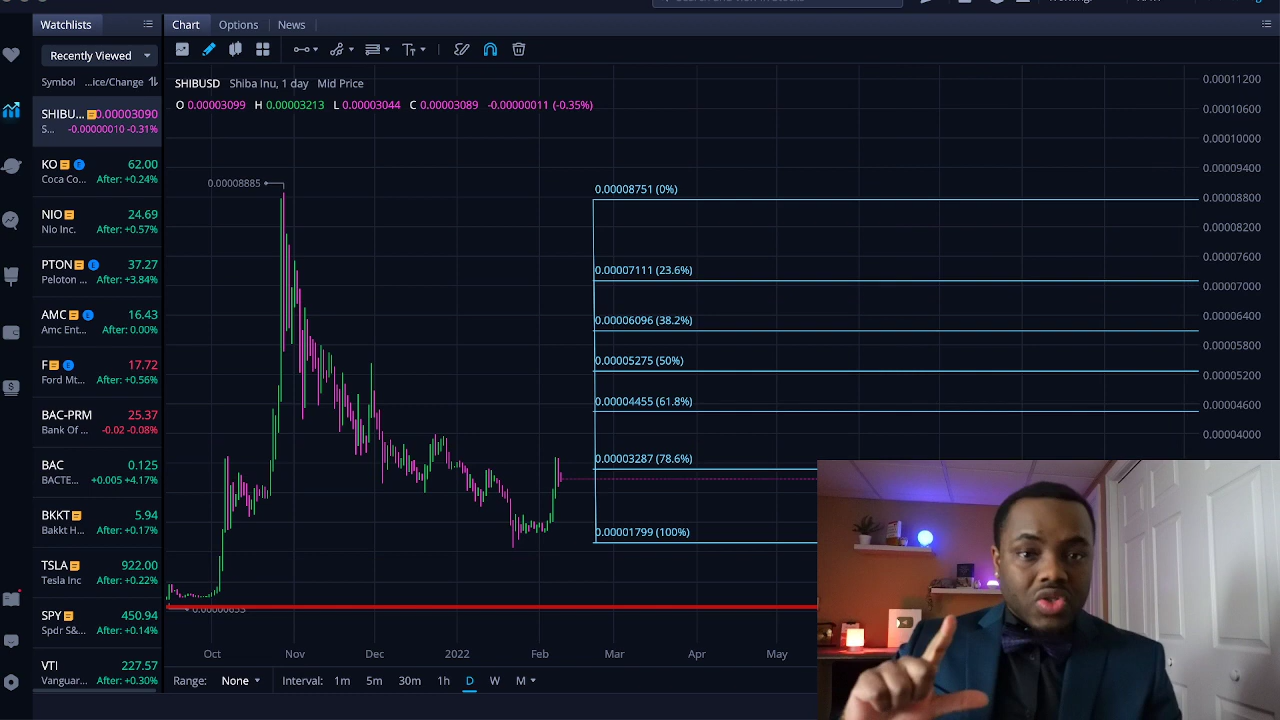 Watchlists
Chart Options News
Recently Viewed
Symbol ...ice/Change
SHIBUSD Shiba Inu, 1 day Mid Price
O 0.00003099 H 0.00003213 L 0.00003044 C 0.00003089 -0.00000011 (-0.35%)
SHIBU... 0.00003090
S... -0.00000010 -0.31%
KO E 62.00
Coca Co... After: +0.24%
NIO 24.69
Nio Inc. After: +0.57%
PTON E 37.27
Peloton ... After: +3.84%
AMC E 16.43
Amc Ent... After: 0.00%
F E 17.72
Ford Mt... After: +0.56%
BAC-PRM 25.37
Bank Of ... -0.02 -0.08%
BAC 0.125
BACTE... +0.005 +4.17%
BKKT 5.94
Bakkt H... After: +0.17%
TSLA 922.00
Tesla Inc After: +0.22%
SPY 450.94
Spdr S&... After: +0.14%
VTI 227.57
Vanguar... After: +0.30%
0.00008885
0.00000653
0.00008751 (0%)
0.00007111 (23.6%)
0.00006096 (38.2%)
0.00005275 (50%)
0.00004455 (61.8%)
0.00003287 (78.6%)
0.00001799 (100%)
0.00011200
0.00010600
0.00010000
0.00009400
0.00008800
0.00008200
0.00007600
0.00007000
0.00006400
0.00005800
0.00005200
0.00004600
0.00004000
Oct Nov Dec 2022 Feb Mar Apr May
Range: None Interval: 1m 5m 30m 1h D W M